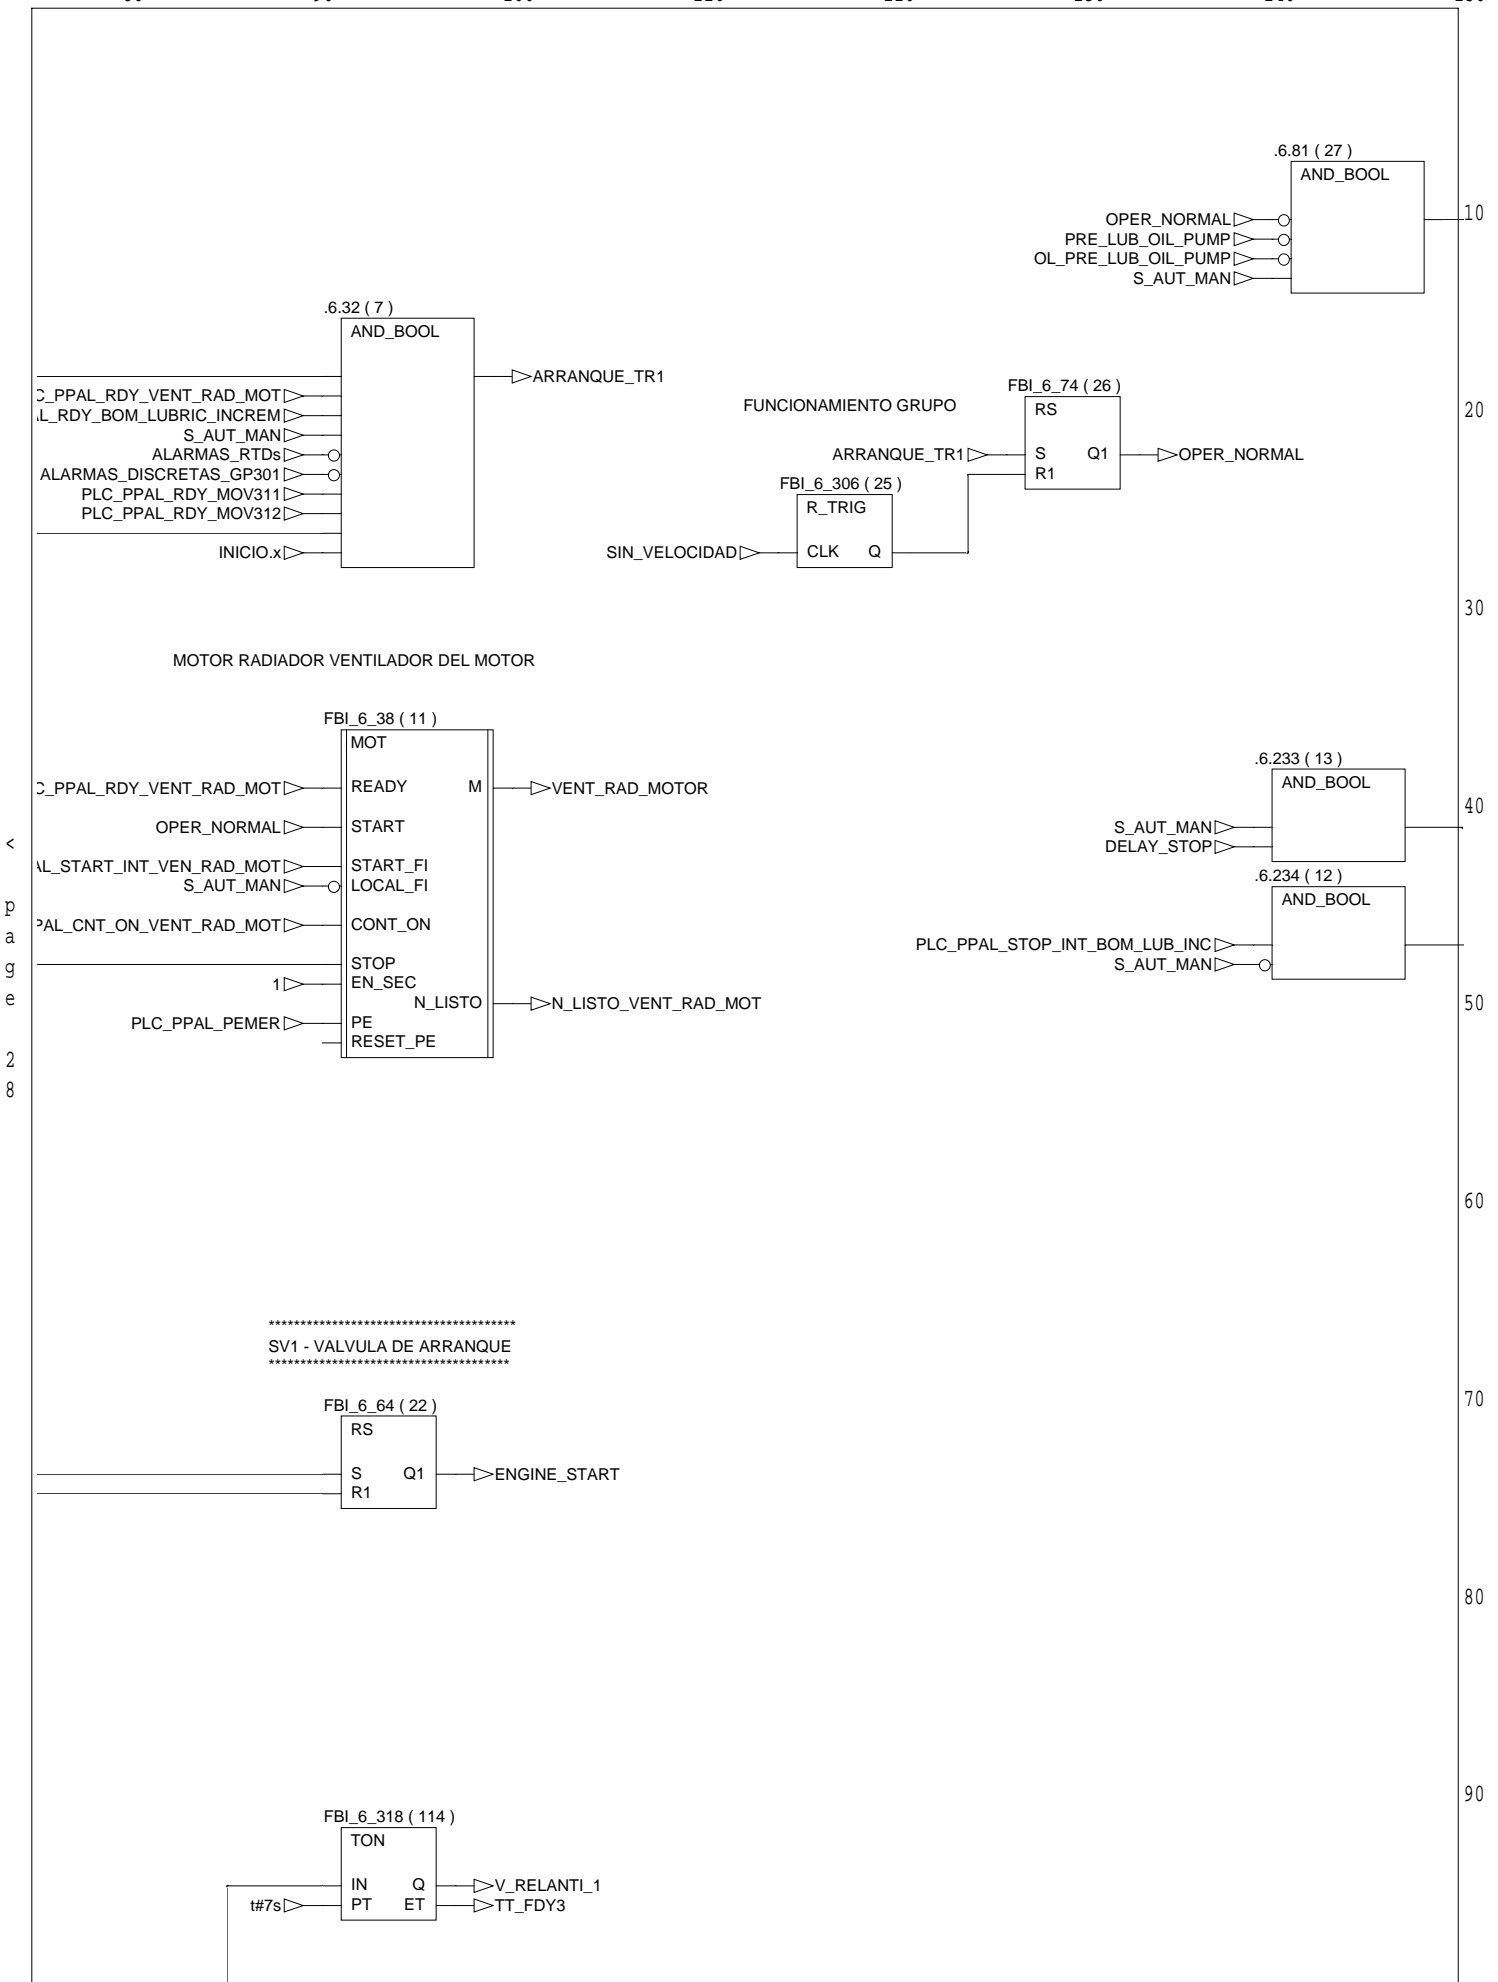 .6.81 ( 27 )
AND_BOOL
10
OPER_NORMAL
PRE_LUB_OIL_PUMP
OL_PRE_LUB_OIL_PUMP
S_AUT_MAN
.6.32 ( 7 )
AND_BOOL
C_PPAL_RDY_VENT_RAD_MOT
L_RDY_BOM_LUBRIC_INCREM
S_AUT_MAN
ALARMAS_RTDs
ALARMAS_DISCRETAS_GP301
PLC_PPAL_RDY_MOV311
PLC_PPAL_RDY_MOV312
INICIO.x
ARRANQUE_TR1
FUNCIONAMIENTO GRUPO
FBI_6_74 ( 26 )
RS
20
ARRANQUE_TR1
S Q1
R1
OPER_NORMAL
FBI_6_306 ( 25 )
R_TRIG
SIN_VELOCIDAD
CLK Q
30
MOTOR RADIADOR VENTILADOR DEL MOTOR
FBI_6_38 ( 11 )
MOT
C_PPAL_RDY_VENT_RAD_MOT
READY M
VENT_RAD_MOTOR
OPER_NORMAL
START
AL_START_INT_VEN_RAD_MOT
START_FI
S_AUT_MAN
LOCAL_FI
PAL_CNT_ON_VENT_RAD_MOT
CONT_ON
STOP
1
EN_SEC
N_LISTO
N_LISTO_VENT_RAD_MOT
PLC_PPAL_PEMER
PE
RESET_PE
.6.233 ( 13 )
AND_BOOL
40
S_AUT_MAN
DELAY_STOP
.6.234 ( 12 )
AND_BOOL
PLC_PPAL_STOP_INT_BOM_LUB_INC
S_AUT_MAN
50
< page 28
60
***************************************
SV1 - VALVULA DE ARRANQUE
**************************************
FBI_6_64 ( 22 )
RS
S Q1
R1
ENGINE_START
70
80
90
FBI_6_318 ( 114 )
TON
IN Q
V_RELANTI_1
t#7s
PT ET
TT_FDY3